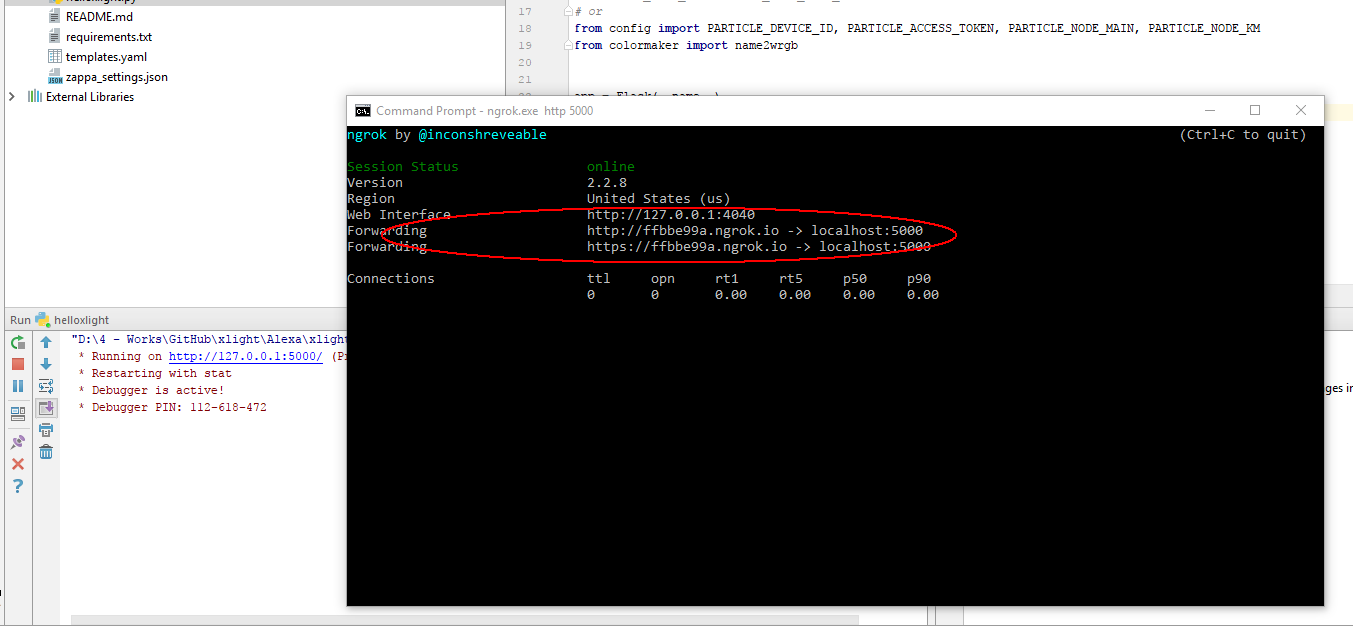 helloxlight.py
README.md
requirements.txt
templates.yaml
zappa_settings.json
External Libraries
17
18
19
20
21
# or
from config import PARTICLE_DEVICE_ID, PARTICLE_ACCESS_TOKEN, PARTICLE_NODE_MAIN, PARTICLE_NODE_KM
from colormaker import name2wrgb
Command Prompt - ngrok.exe http 5000
ngrok by @inconshreveable (Ctrl+C to quit)
Session Status online
Version 2.2.8
Region United States (us)
Web Interface http://127.0.0.1:4040
Forwarding http://ffbbe99a.ngrok.io -> localhost:5000
Forwarding https://ffbbe99a.ngrok.io -> localhost:5000
Connections ttl opn rt1 rt5 p50 p90
0 0 0.00 0.00 0.00 0.00
Run helloxlight
"D:\4 - Works\GitHub\xlight\Alexa\xlight
* Running on http://127.0.0.1:5000/ (P
* Restarting with stat
* Debugger is active!
* Debugger PIN: 112-618-472
ges in